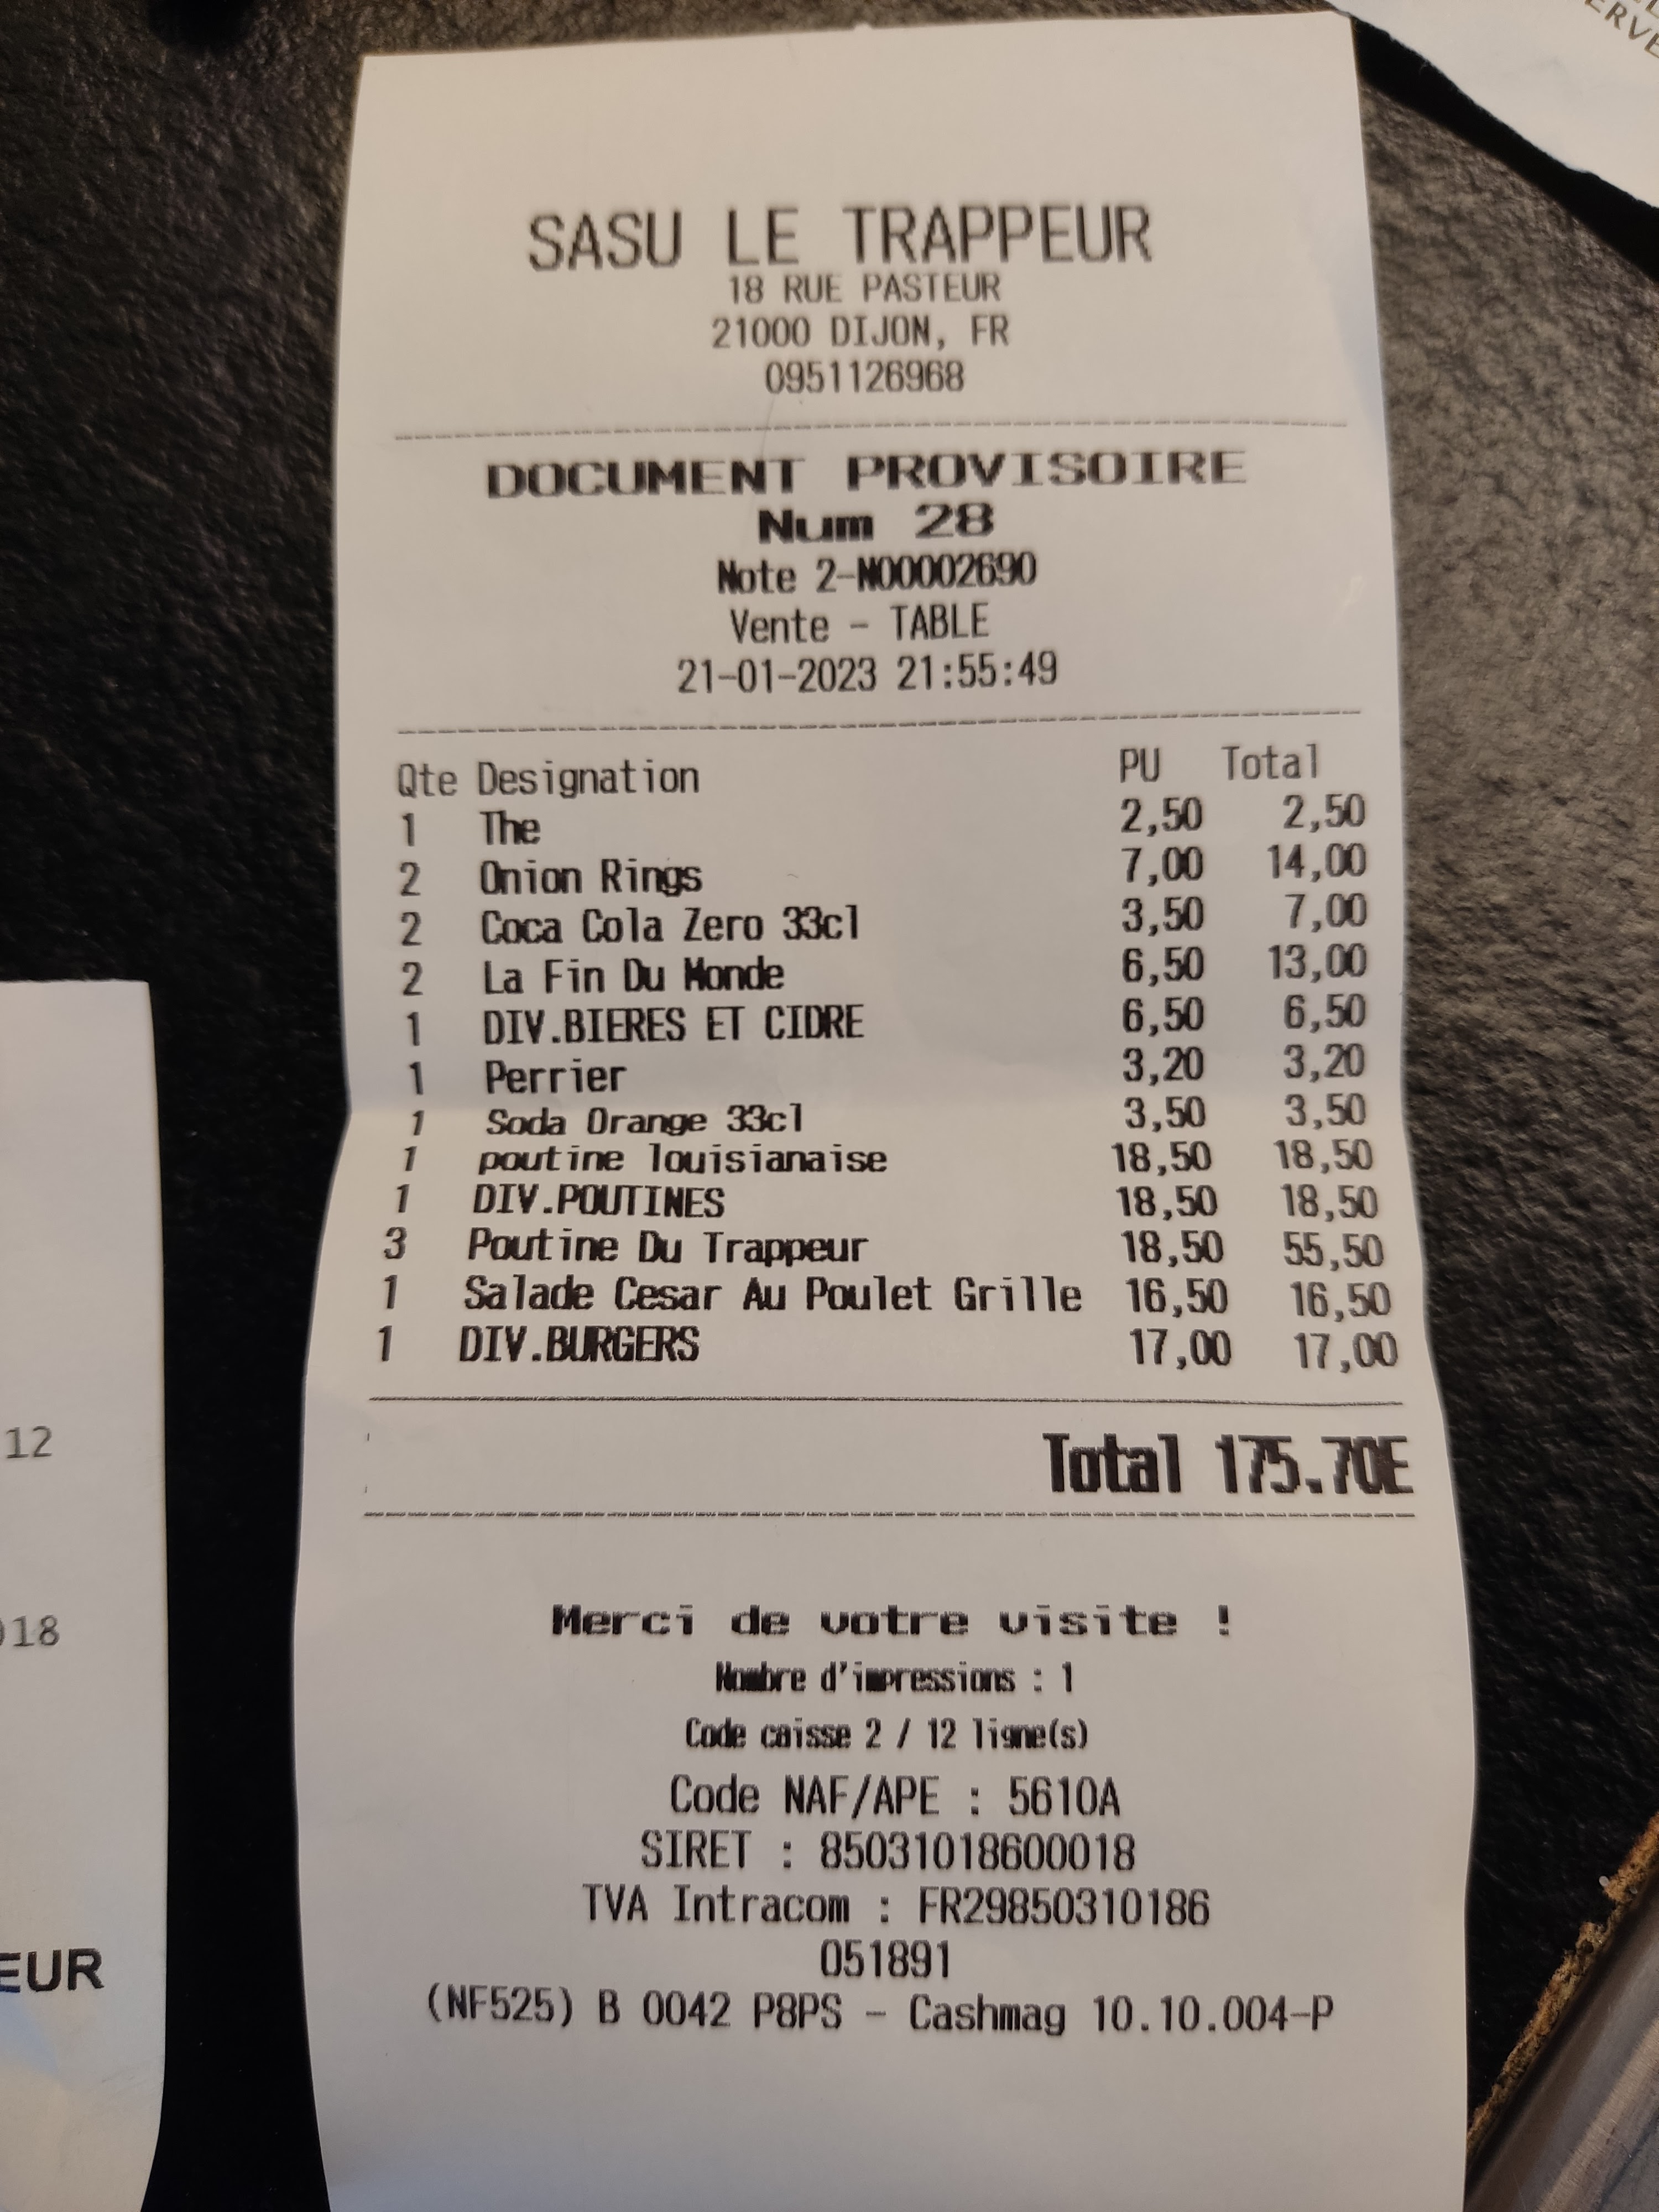 SASU LE TRAPPEUR
18 RUE PASTEUR
21000 DIJON, FR
0951126968
DOCUMENT PROVISOIRE
Num 28
Note 2-N00002690
Vente - TABLE
21-01-2023 21:55:49
Qte Designation PU Total
1 The 2,50 2,50
2 Onion Rings 7,00 14,00
2 Coca Cola Zero 33cl 3,50 7,00
2 La Fin Du Monde 6,50 13,00
1 DIV.BIERES ET CIDRE 6,50 6,50
1 Perrier 3,20 3,20
1 Soda Orange 33cl 3,50 3,50
1 poutine louisianaise 18,50 18,50
1 DIV.POUTINES 18,50 18,50
3 Poutine Du Trappeur 18,50 55,50
1 Salade Cesar Au Poulet Grille 16,50 16,50
1 DIV.BURGERS 17,00 17,00
Total 175.70E
Merci de votre visite !
Nombre d'impressions : 1
Code caisse 2 / 12 ligne(s)
Code NAF/APE : 5610A
SIRET : 85031018600018
TVA Intracom : FR29850310186
051891
(NF525) B 0042 P8PS - Cashmag 10.10.004-P
12
18
EUR